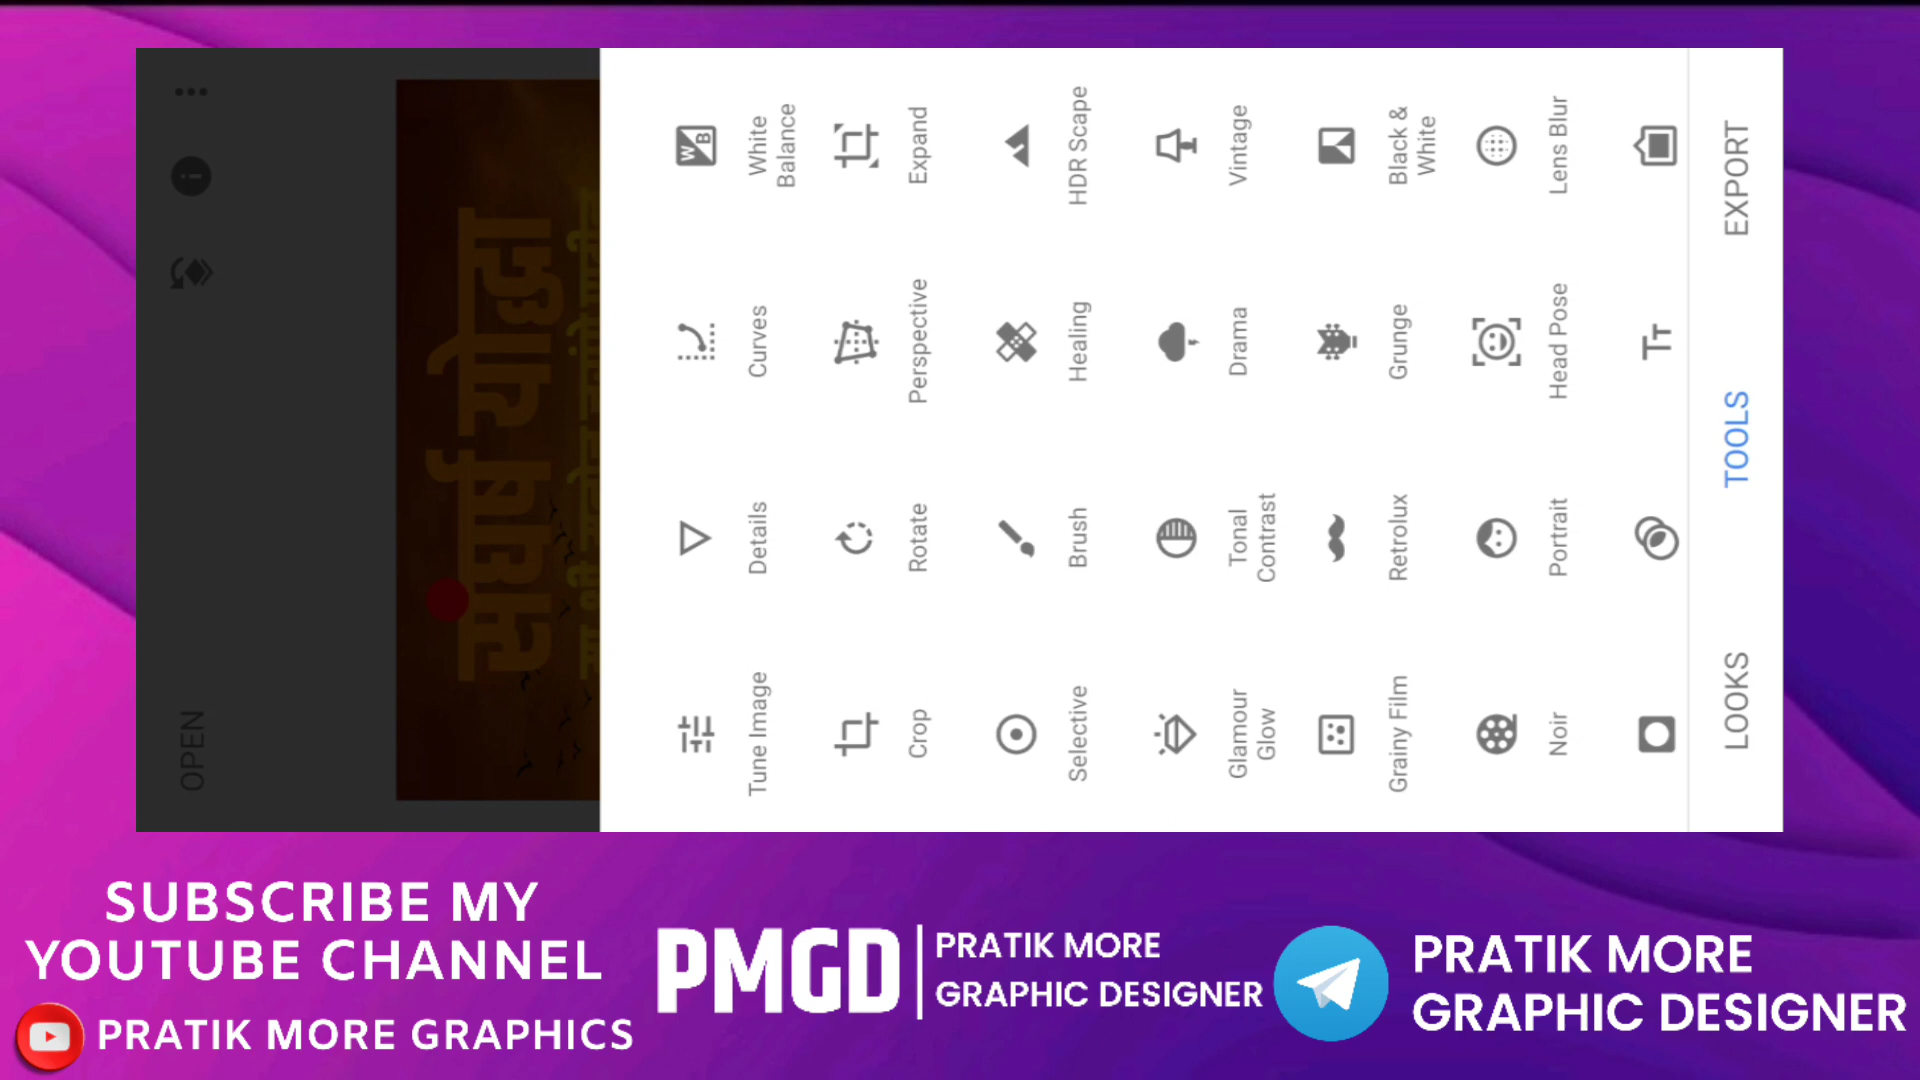 OPEN
संघर्ष योद्धा
Tune Image
Details
Curves
White
Balance
Crop
Rotate
Perspective
Expand
Selective
Brush
Healing
HDR Scape
Glamour
Glow
Tonal
Contrast
Drama
Vintage
Grainy Film
Retrolux
Grunge
Black &
White
Noir
Portrait
Head Pose
Lens Blur
LOOKS
TOOLS
EXPORT
SUBSCRIBE MY
YOUTUBE CHANNEL
PRATIK MORE GRAPHICS
PMGD
PRATIK MORE
GRAPHIC DESIGNER
PRATIK MORE
GRAPHIC DESIGNER